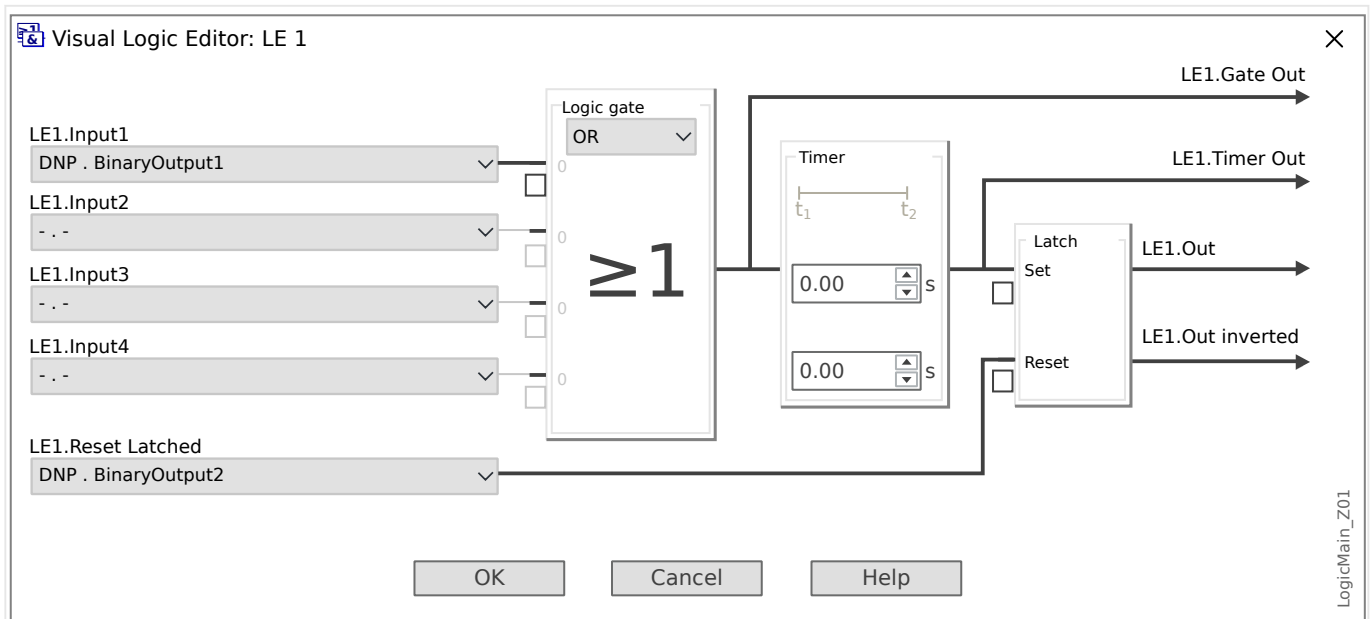 ≥1
&
Visual Logic Editor: LE 1
LE1.Gate Out
Logic gate
OR
LE1.Input1
DNP . BinaryOutput1
0
Timer
LE1.Timer Out
LE1.Input2
- . -
0
t1 t2
≥1
Latch
LE1.Out
Set
LE1.Input3
- . -
0
0.00 s
LE1.Out inverted
LE1.Input4
- . -
0
0.00 s
Reset
LE1.Reset Latched
DNP . BinaryOutput2
OK
Cancel
Help
LogicMain_Z01